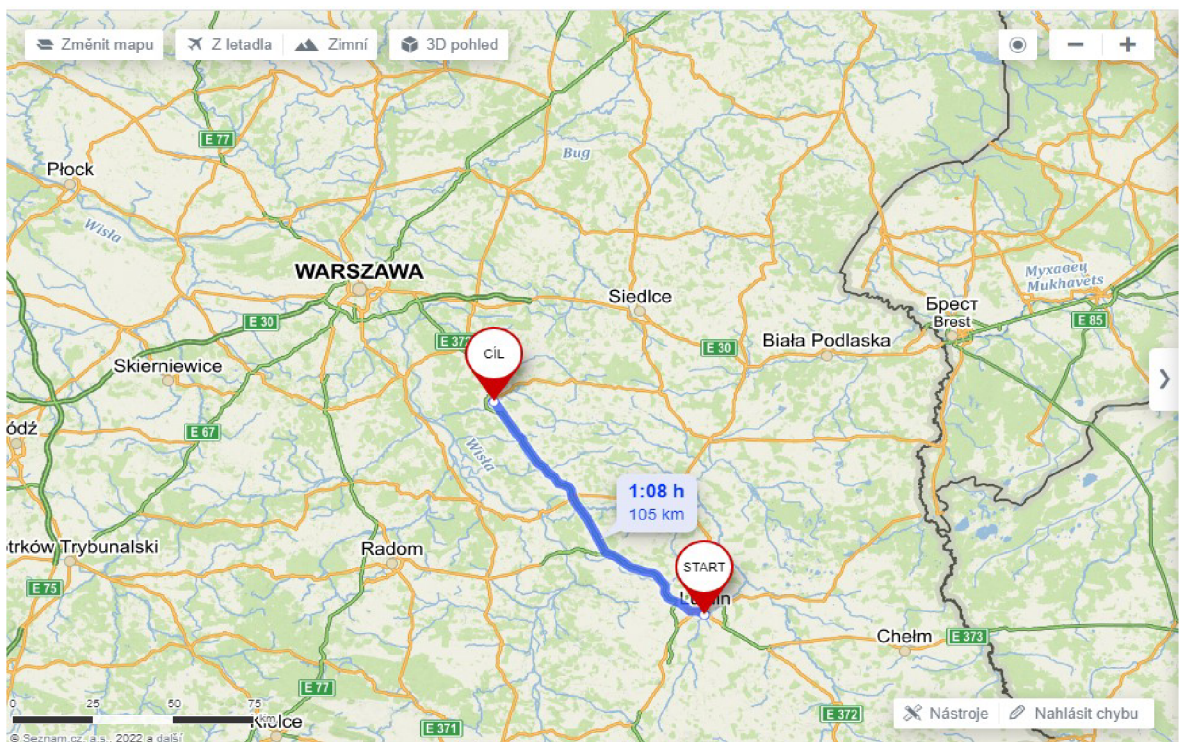 Změnit mapu
Z letadla
Zimní
3D pohled
E 77
Bug
Płock
Wisła
WARSZAWA
Siedlce
Мухавец
Mukhavets
Брест
Brest
E 30
E 85
E 30
Biała Podlaska
CÍL
Skierniewice
ódź
E 67
Wisła
1:08 h
105 km
trków Trybunalski
Radom
START
E 75
Chełm
E 373
E 77
0
25
50
75
km
E 372
E 371
Nástroje
Nahlásit chybu
© Seznam.cz, a.s., 2022 a další